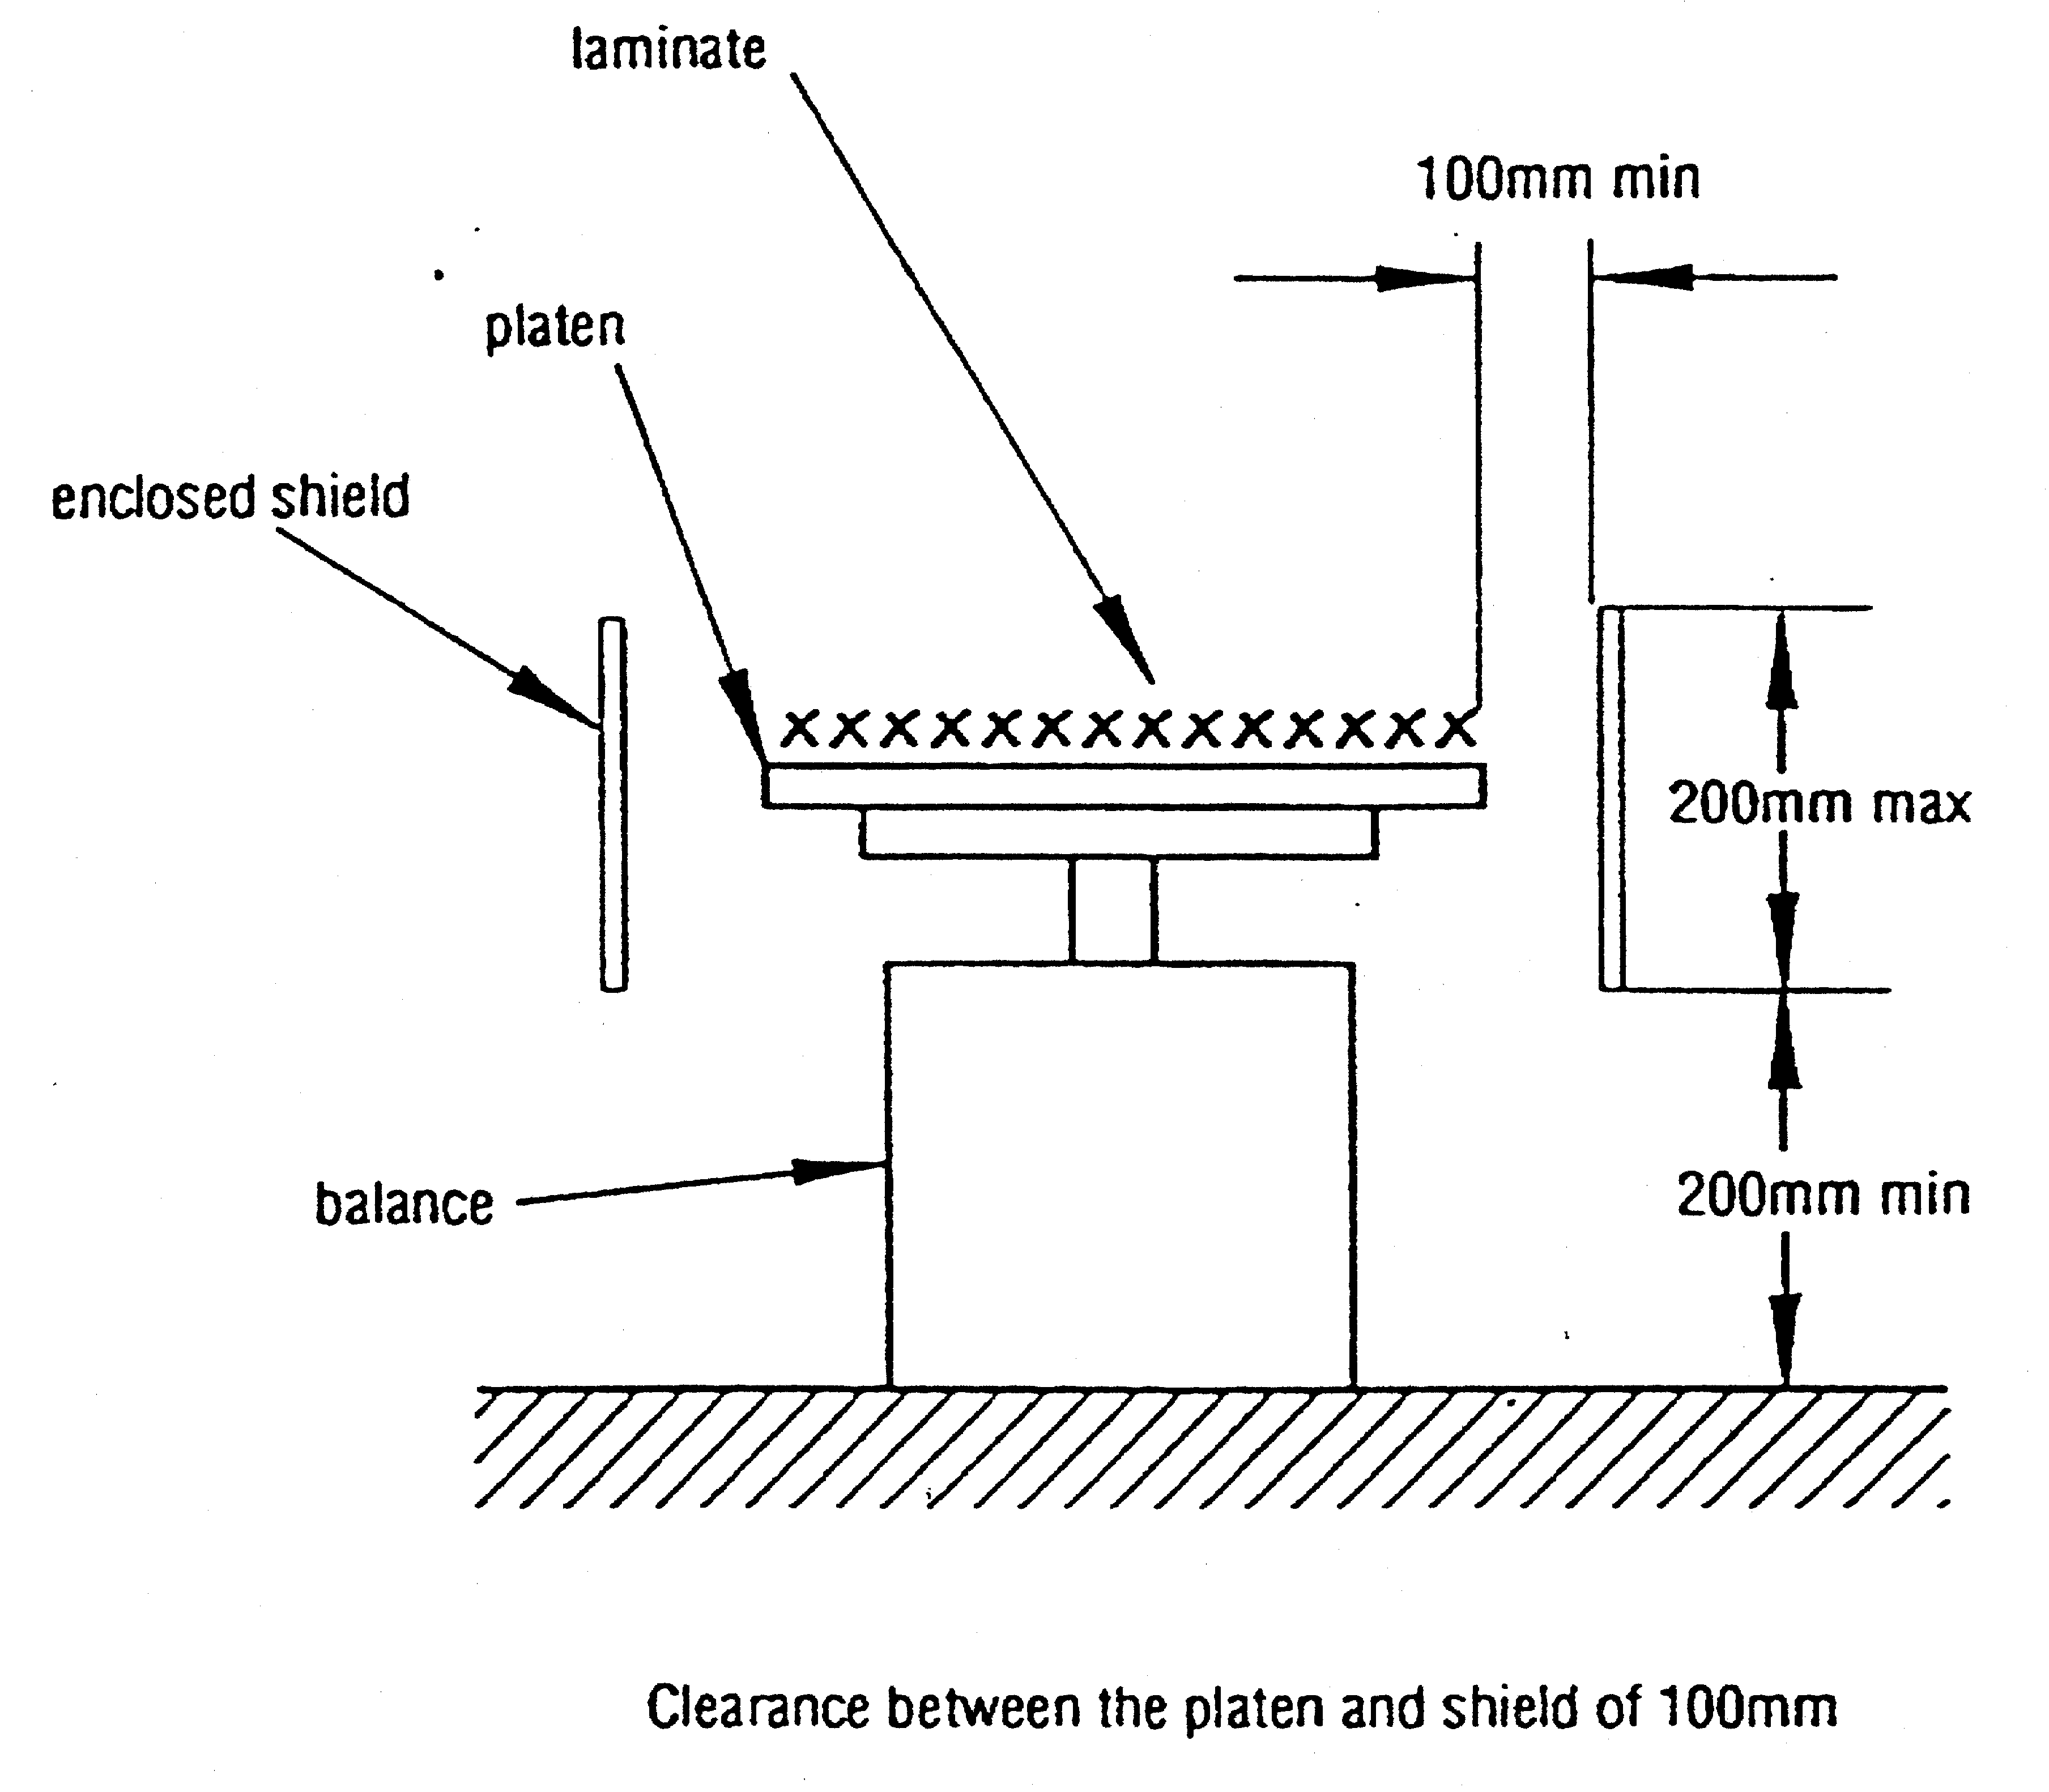 laminate
100mm min
platen
enclosed shield
x x x x x x x x x x x x x x
200mm max
balance
200mm min
Clearance between the platen and shield of 100mm